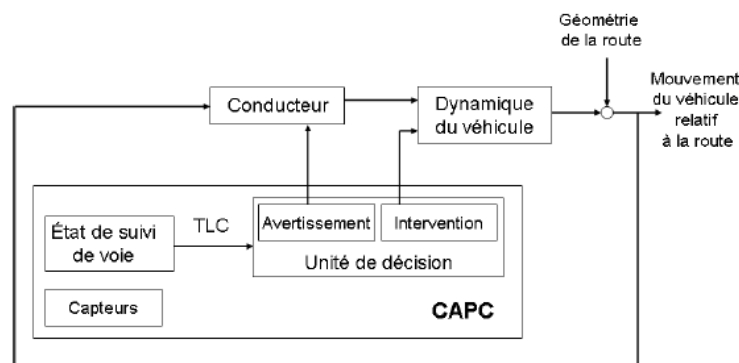 Géométrie
de la route
Mouvement
du véhicule
relatif
à la route
Conducteur
Dynamique
du véhicule
État de suivi
de voie
TLC
Avertissement
Intervention
Unité de décision
Capteurs
CAPC